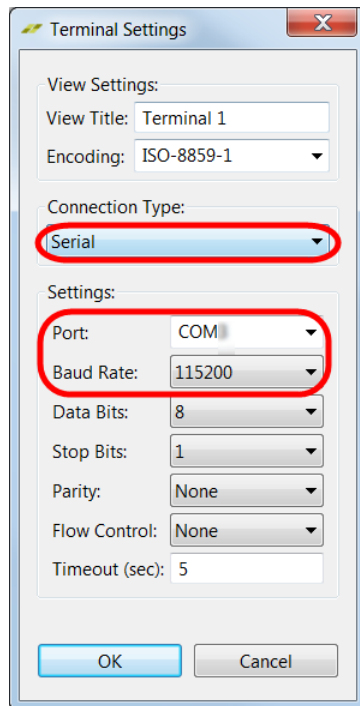 Terminal Settings
View Settings:
View Title: Terminal 1
Encoding: ISO-8859-1
Connection Type:
Serial
Settings:
Port: COM
Baud Rate: 115200
Data Bits: 8
Stop Bits: 1
Parity: None
Flow Control: None
Timeout (sec): 5
OK Cancel